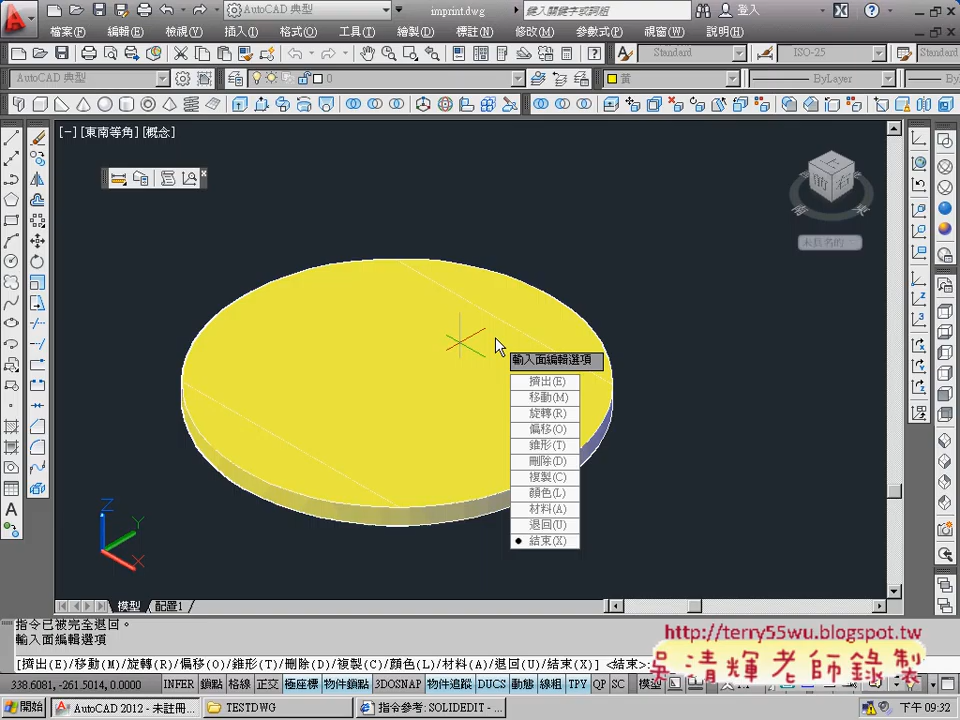 AutoCAD 典型
imprint.dwg
鍵入關鍵字或詞組
登入
檔案(F) 編輯(E) 檢視(V) 插入(I) 格式(O) 工具(T) 繪製(D) 標註(N) 修改(M) 參數式(P) 視窗(W) 說明(H)
Standard
ISO-25
Standard
AutoCAD 典型
0
黃
ByLayer
ByLayer
[−] [東南等角] [概念]
上
前
右
南
東
未具名的
輸入面編輯選項
擠出(E)
移動(M)
旋轉(R)
偏移(O)
錐形(T)
刪除(D)
複製(C)
顏色(L)
材料(A)
退回(U)
結束(X)
Z
Y
X
模型 配置1
指令已被完全退回。
輸入面編輯選項
[擠出(E)/移動(M)/旋轉(R)/偏移(O)/錐形(T)/刪除(D)/複製(C)/顏色(L)/材料(A)/退回(U)/結束(X)] <結束>:
http://terry55wu.blogspot.tw
吳清輝老師錄製
338.6081, -261.5014, 0.0000 INFER 鎖點 格線 正交 極座標 物件鎖點 3DOSNAP 物件追蹤 DUCS 動態 線粗 TPY QP SC 模型
開始 AutoCAD 2012 - 未註冊... TESTDWG 指令參考: SOLIDEDIT - ... 下午 09:32